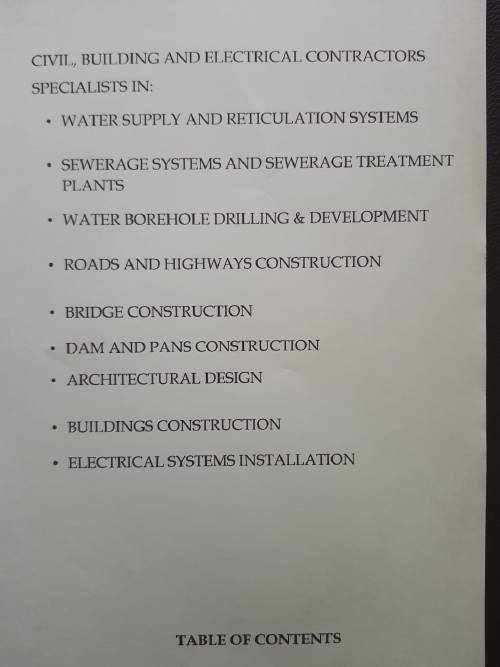 CIVIL, BUILDING AND ELECTRICAL CONTRACTORS
SPECIALISTS IN:
• WATER SUPPLY AND RETICULATION SYSTEMS
• SEWERAGE SYSTEMS AND SEWERAGE TREATMENT
PLANTS
• WATER BOREHOLE DRILLING & DEVELOPMENT
• ROADS AND HIGHWAYS CONSTRUCTION
• BRIDGE CONSTRUCTION
• DAM AND PANS CONSTRUCTION
• ARCHITECTURAL DESIGN
• BUILDINGS CONSTRUCTION
• ELECTRICAL SYSTEMS INSTALLATION
TABLE OF CONTENTS